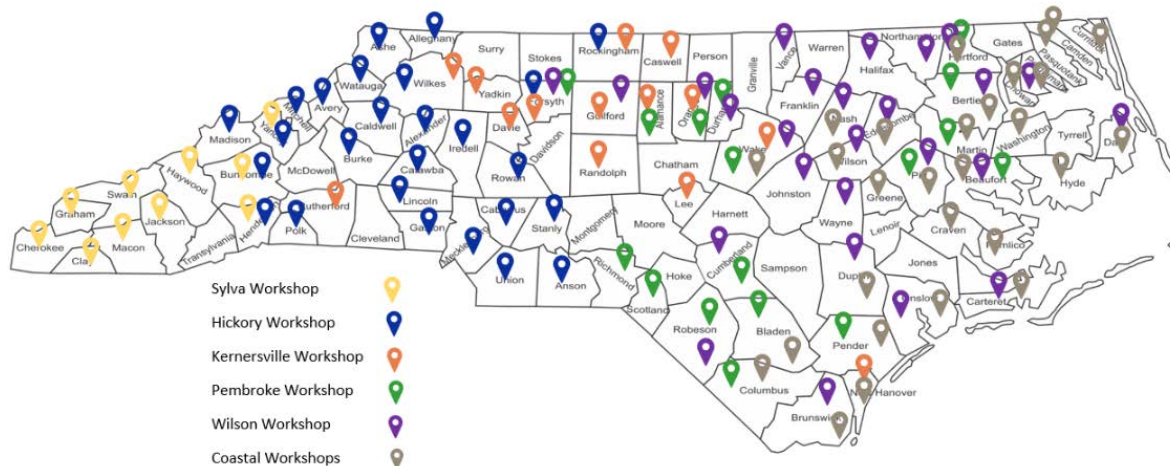 Ashe
Alleghany
Surry
Stokes
Rockingham
Caswell
Person
Granville
Vance
Warren
Northampton
Halifax
Hertford
Gates
Currituck
Camden
Pasquotank
Chowan
Bertie
Watauga
Wilkes
Yadkin
Forsyth
Guilford
Alamance
Orange
Durham
Franklin
Nash
Edgecombe
Martin
Washington
Tyrrell
Dare
Mitchell
Avery
Yancey
Madison
Caldwell
Alexander
Iredell
Davie
Davidson
Randolph
Chatham
Wake
Wilson
Pitt
Beaufort
Hyde
Haywood
Buncombe
McDowell
Burke
Catawba
Rowan
Lee
Johnston
Greene
Swain
Graham
Jackson
Cherokee
Macon
Clay
Transylvania
Henderson
Polk
Rutherford
Cleveland
Lincoln
Gaston
Mecklenburg
Cabarrus
Stanly
Montgomery
Moore
Harnett
Wayne
Lenoir
Craven
Pamlico
Union
Anson
Richmond
Scotland
Hoke
Cumberland
Sampson
Duplin
Jones
Onslow
Carteret
Robeson
Bladen
Pender
Columbus
Brunswick
New Hanover
Sylva Workshop
Hickory Workshop
Kernersville Workshop
Pembroke Workshop
Wilson Workshop
Coastal Workshops